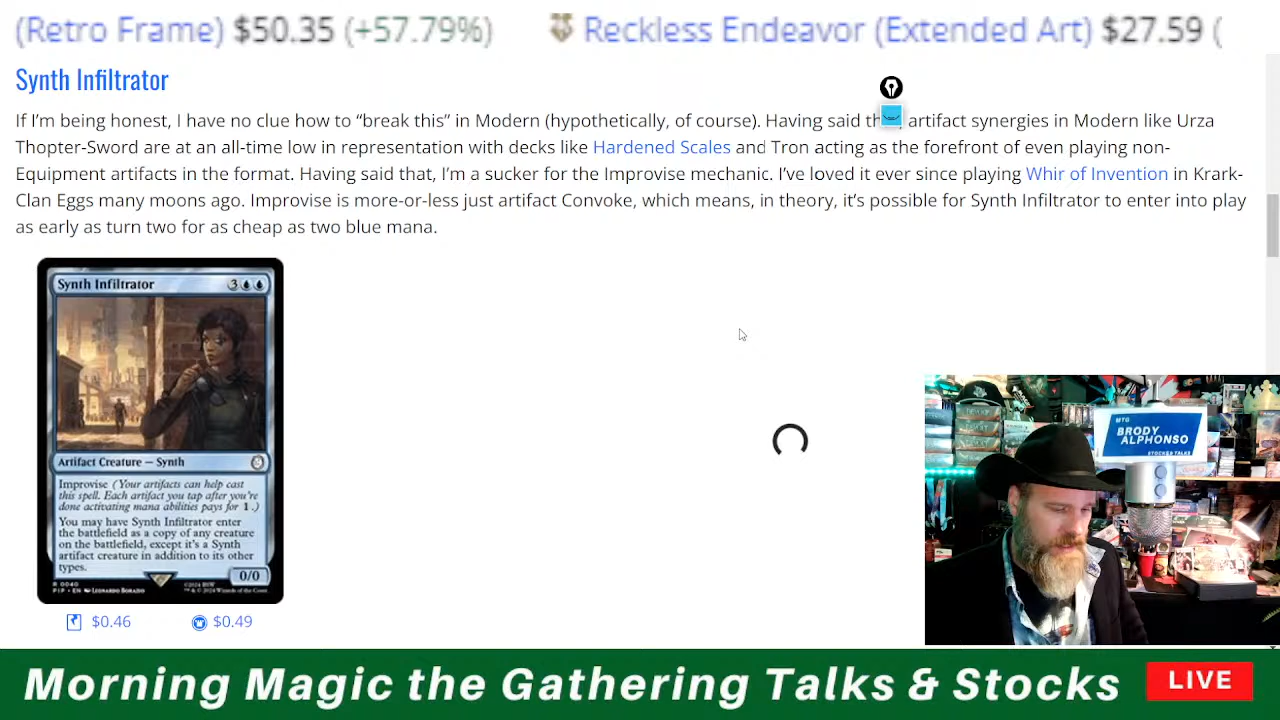 (Retro Frame) $50.35 (+57.79%) Reckless Endeavor (Extended Art) $27.59 (
Synth Infiltrator
If I'm being honest, I have no clue how to “break this” in Modern (hypothetically, of course). Having said th artifact synergies in Modern like Urza
Thopter-Sword are at an all-time low in representation with decks like Hardened Scales and Tron acting as the forefront of even playing non-
Equipment artifacts in the format. Having said that, I'm a sucker for the Improvise mechanic. I've loved it ever since playing Whir of Invention in Krark-
Clan Eggs many moons ago. Improvise is more-or-less just artifact Convoke, which means, in theory, it's possible for Synth Infiltrator to enter into play
as early as turn two for as cheap as two blue mana.
Synth Infiltrator 3
Artifact Creature — Synth
Improvise (Your artifacts can help cast
this spell. Each artifact you tap after you're
done activating mana abilities pays for 1.)
You may have Synth Infiltrator enter
the battlefield as a copy of any creature
on the battlefield, except it's a Synth
artifact creature in addition to its other
types.
0/0
R 0040
PIP • EN
$0.46 $0.49
MTG
BRODY
ALPHONSO
STOCKS & TALKS
Morning Magic the Gathering Talks & Stocks LIVE